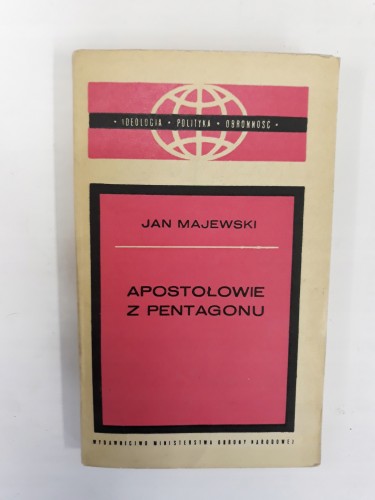 • IDEOLOGIA • POLITYKA • OBRONNOŚĆ •
JAN MAJEWSKI
APOSTOŁOWIE
Z PENTAGONU
WYDAWNICTWO MINISTERSTWA OBRONY NARODOWEJ